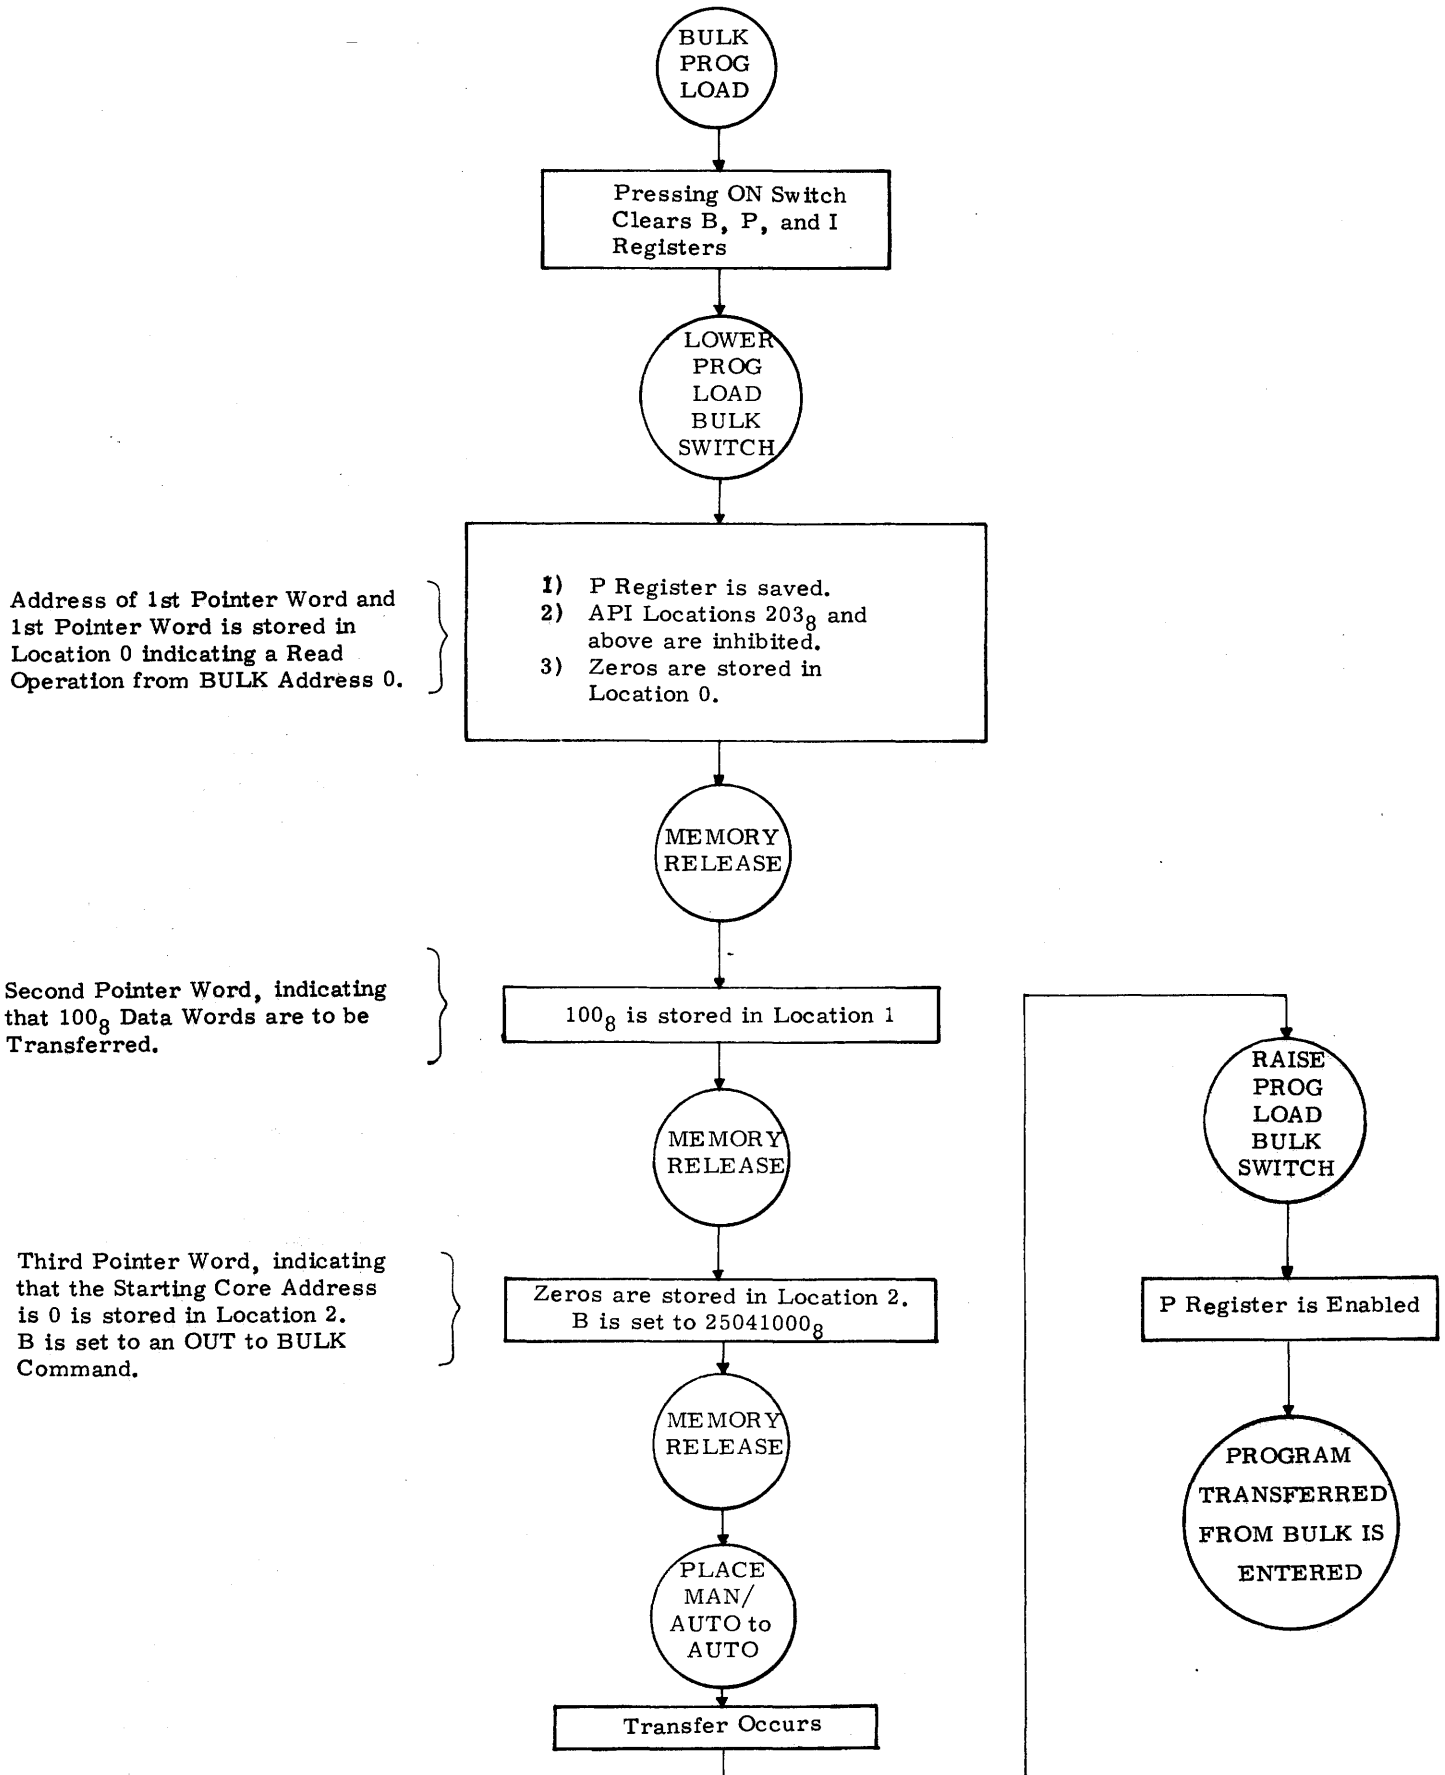 BULK
PROG
LOAD
Pressing ON Switch
Clears B, P, and I
Registers
LOWER
PROG
LOAD
BULK
SWITCH
Address of 1st Pointer Word and
1st Pointer Word is stored in
Location 0 indicating a Read
Operation from BULK Address 0.
1) P Register is saved.
2) API Locations 203₈ and
above are inhibited.
3) Zeros are stored in
Location 0.
MEMORY
RELEASE
Second Pointer Word, indicating
that 100₈ Data Words are to be
Transferred.
100₈ is stored in Location 1
MEMORY
RELEASE
Third Pointer Word, indicating
that the Starting Core Address
is 0 is stored in Location 2.
B is set to an OUT to BULK
Command.
Zeros are stored in Location 2.
B is set to 25041000₈
MEMORY
RELEASE
PLACE
MAN/
AUTO to
AUTO
Transfer Occurs
RAISE
PROG
LOAD
BULK
SWITCH
P Register is Enabled
PROGRAM
TRANSFERRED
FROM BULK IS
ENTERED